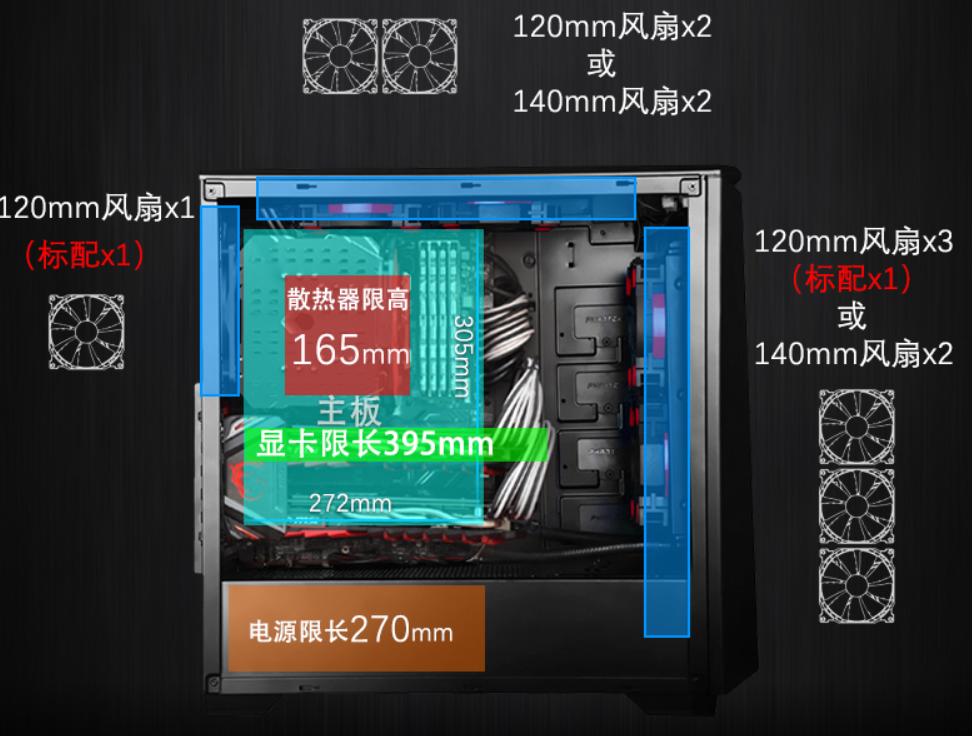 120mm风扇x2
或
140mm风扇x2
120mm风扇x1
（标配x1）
120mm风扇x3
（标配x1）
或
140mm风扇x2
散热器限高
165mm
305mm
主板
显卡限长395mm
272mm
电源限长270mm